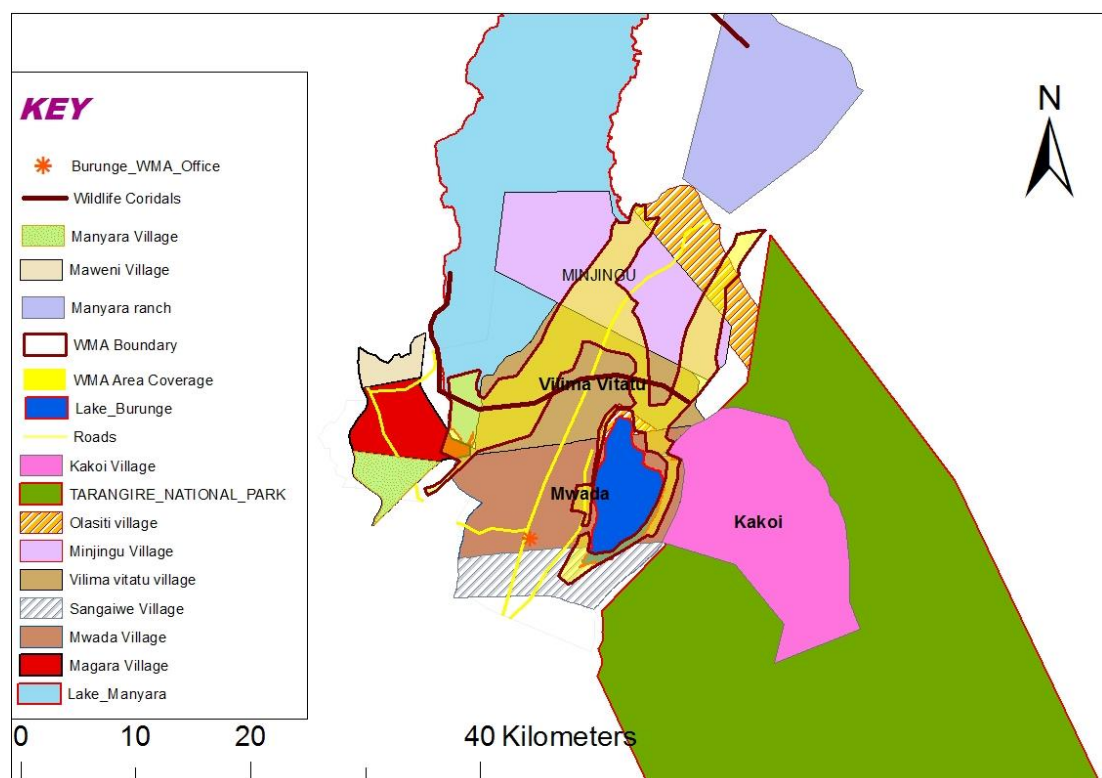 KEY
Burunge_WMA_Office
Wildlife Coridals
Manyara Village
Maweni Village
Manyara ranch
WMA Boundary
WMA Area Coverage
Lake_Burunge
Roads
Kakoi Village
TARANGIRE_NATIONAL_PARK
Olasiti village
Minjingu Village
Vilima vitatu village
Sangaiwe Village
Mwada Village
Magara Village
Lake_Manyara
N
MINJINGU
Vilima Vitatu
Mwada
Kakoi
0 20 40 Kilometers